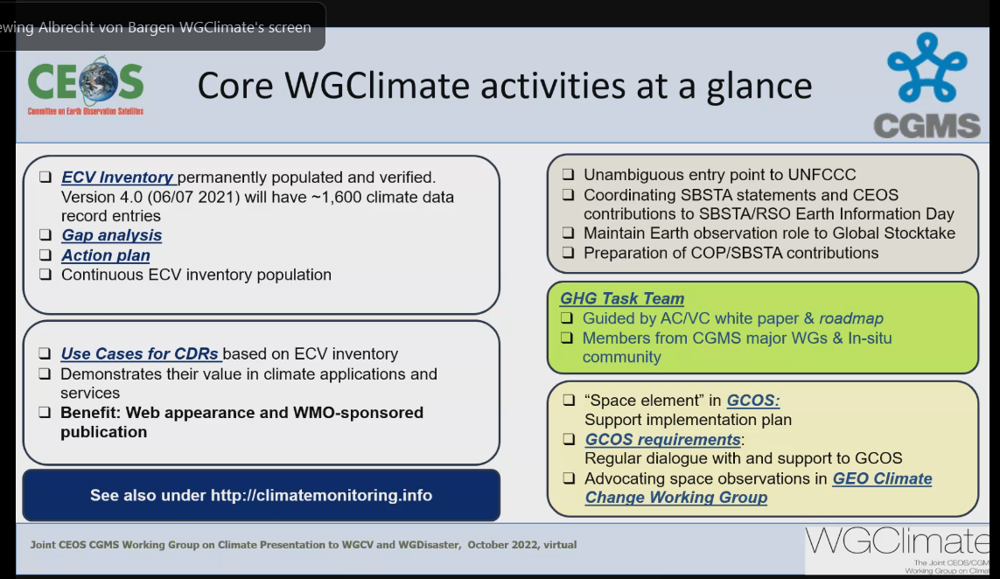 ewing Albrecht von Bargen WGClimate's screen
CEOS
Committee on Earth Observation Satellites
Core WGClimate activities at a glance
CGMS
❑ ECV Inventory permanently populated and verified.
Version 4.0 (06/07 2021) will have ~1,600 climate data
record entries
❑ Gap analysis
❑ Action plan
❑ Continuous ECV inventory population
❑ Use Cases for CDRs based on ECV inventory
❑ Demonstrates their value in climate applications and
services
❑ Benefit: Web appearance and WMO-sponsored
publication
See also under http://climatemonitoring.info
❑ Unambiguous entry point to UNFCCC
❑ Coordinating SBSTA statements and CEOS
contributions to SBSTA/RSO Earth Information Day
❑ Maintain Earth observation role to Global Stocktake
❑ Preparation of COP/SBSTA contributions
GHG Task Team
❑ Guided by AC/VC white paper & roadmap
❑ Members from CGMS major WGs & In-situ
community
❑ “Space element” in GCOS:
Support implementation plan
❑ GCOS requirements:
Regular dialogue with and support to GCOS
❑ Advocating space observations in GEO Climate
Change Working Group
Joint CEOS CGMS Working Group on Climate Presentation to WGCV and WGDisaster, October 2022, virtual
WGClimate
The Joint CEOS/CGM
Working Group on Climat